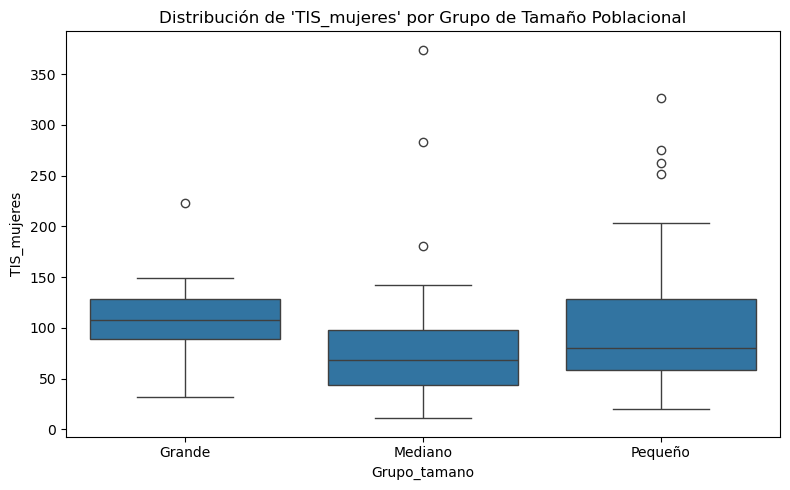 Distribución de 'TIS_mujeres' por Grupo de Tamaño Poblacional
TIS_mujeres
350
300
250
200
150
100
50
0
Grande Mediano Pequeño
Grupo_tamano